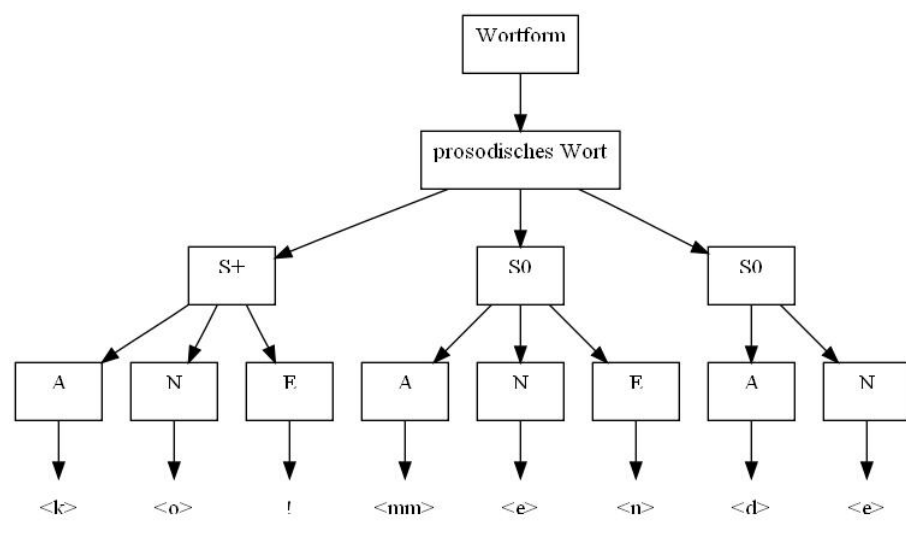 Wortform
prosodisches Wort
S+ S0 S0
A N E A N E A N
<k> <o> ! <mm> <e> <n> <d> <e>